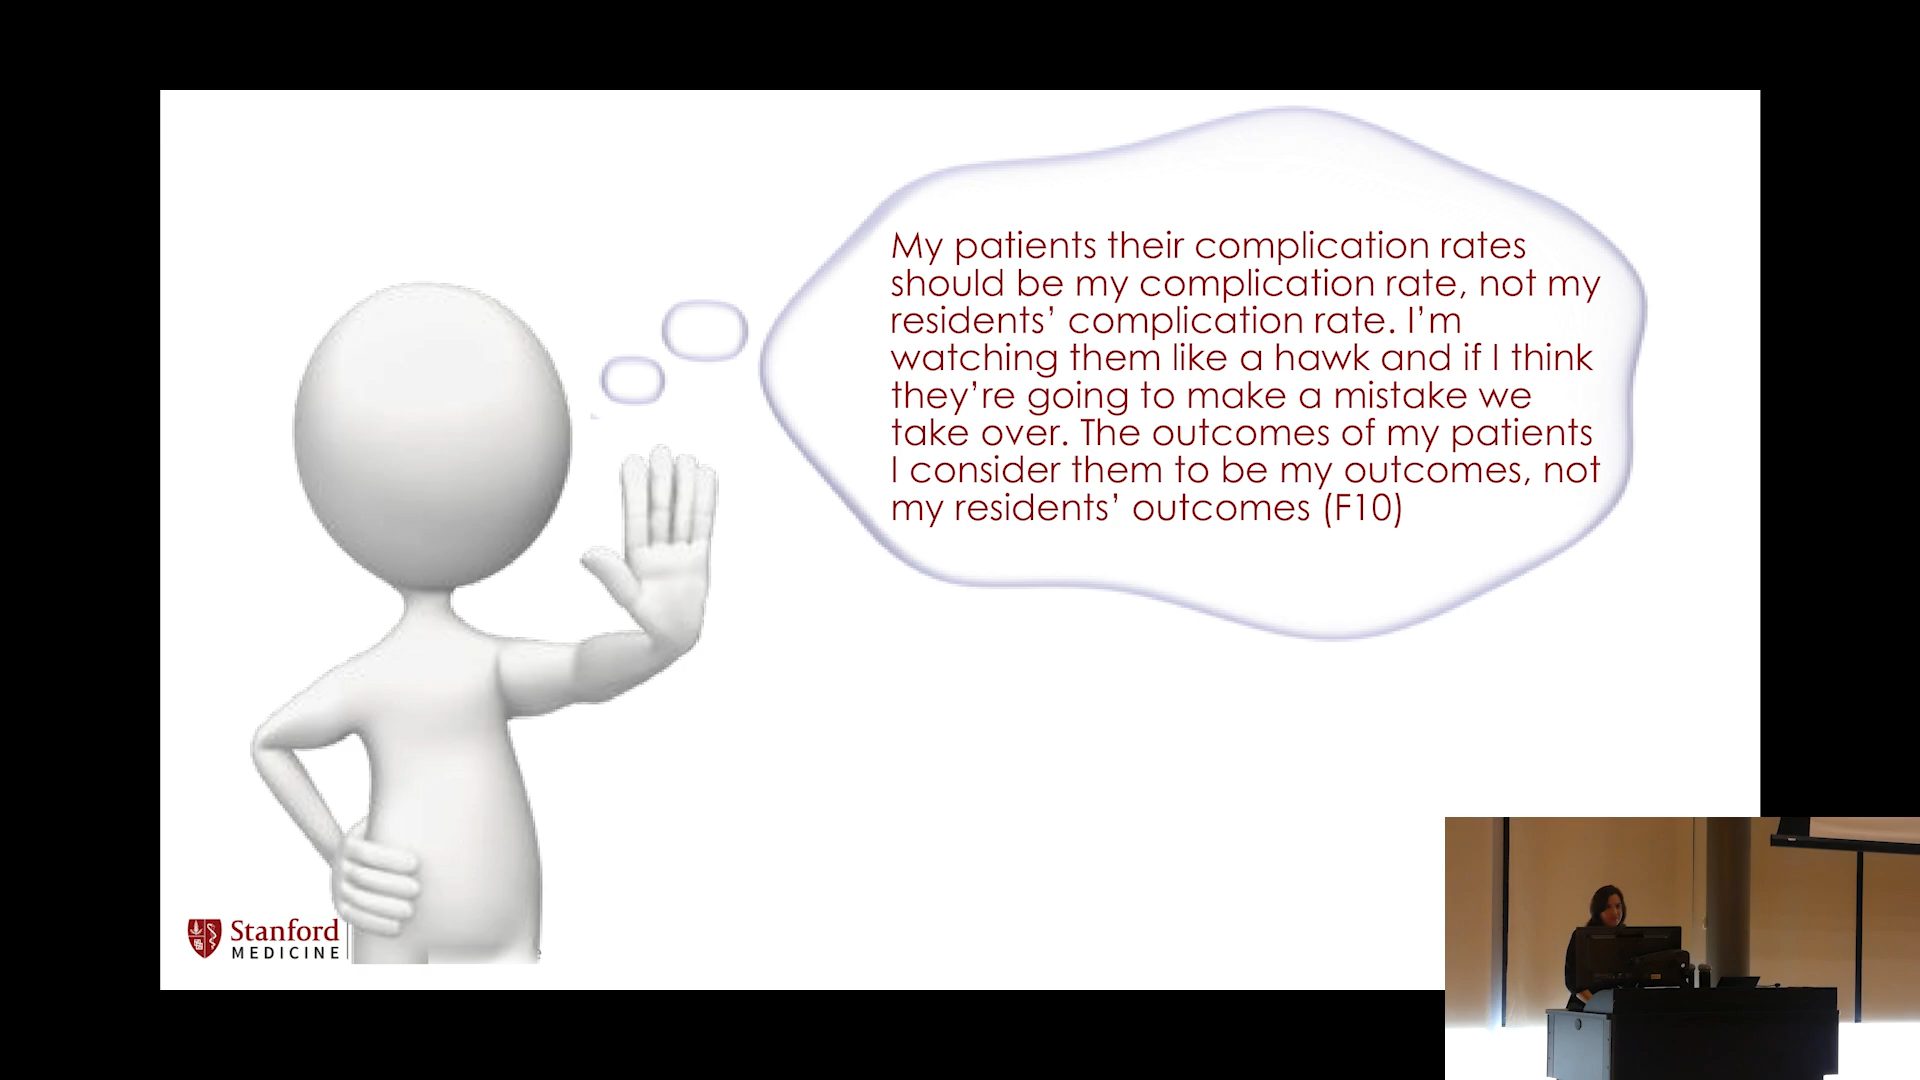 My patients their complication rates
should be my complication rate, not my
residents’ complication rate. I’m
watching them like a hawk and if I think
they’re going to make a mistake we
take over. The outcomes of my patients
I consider them to be my outcomes, not
my residents’ outcomes (F10)
Stanford
MEDICINE